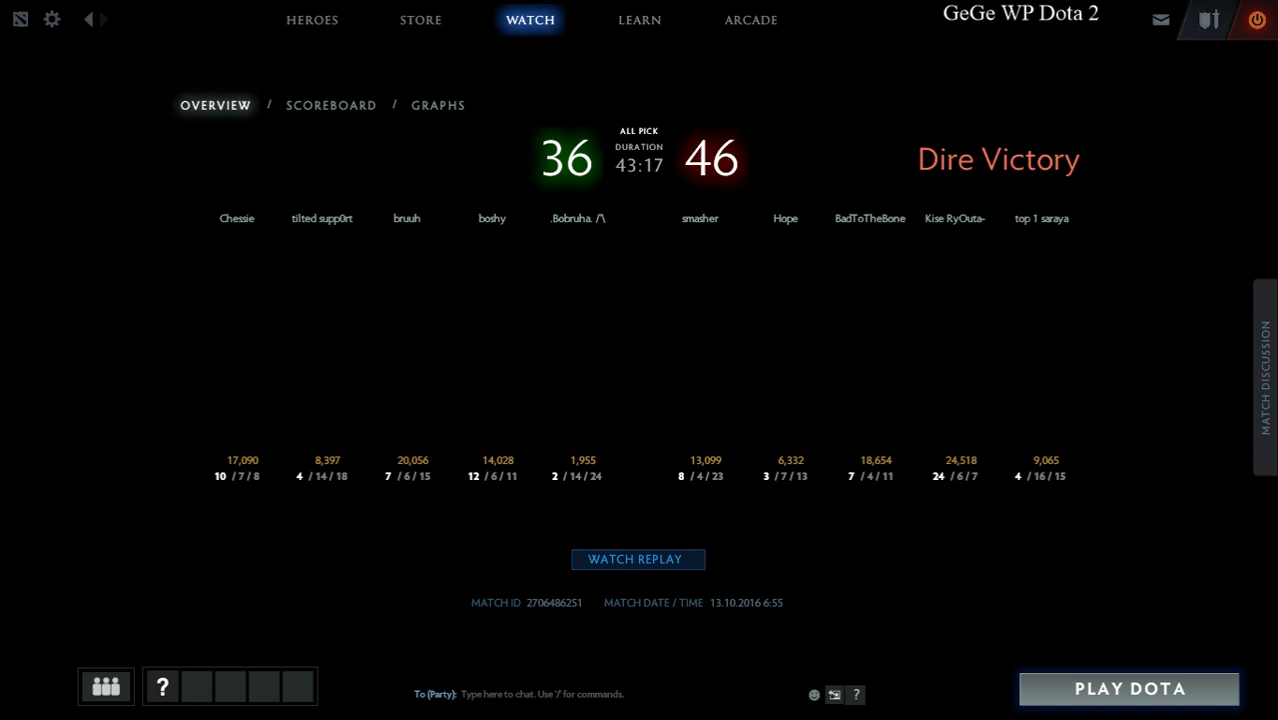 HEROES STORE WATCH LEARN ARCADE GeGe WP Dota 2
OVERVIEW / SCOREBOARD / GRAPHS
36 ALL PICK DURATION 43:17 46 Dire Victory
Chessie tilted supp0rt bruuh boshy .Bobruha. /'\ smasher Hope BadToTheBone Kise RyOuta- top 1 saraya
MATCH DISCUSSION
17,090 8,397 20,056 14,028 1,955 13,099 6,332 18,654 24,518 9,065
10 / 7 / 8 4 / 14 / 18 7 / 6 / 15 12 / 6 / 11 2 / 14 / 24 8 / 4 / 23 3 / 7 / 13 7 / 4 / 11 24 / 6 / 7 4 / 16 / 15
WATCH REPLAY
MATCH ID 2706486251 MATCH DATE / TIME 13.10.2016 6:55
? To (Party): Type here to chat. Use '/' for commands. ? PLAY DOTA